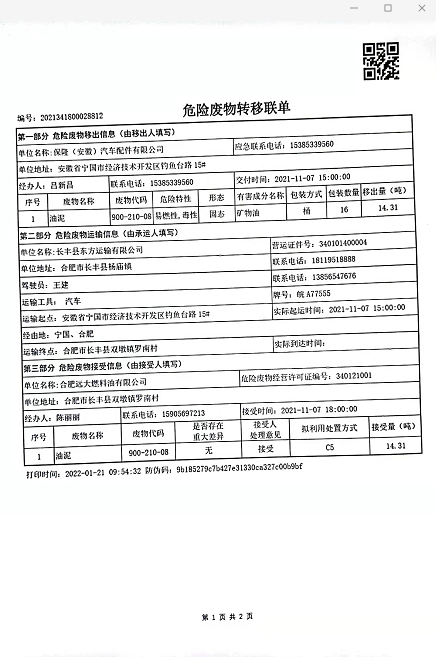 危险废物转移联单
编号：2021341800028812
第一部分 危险废物移出信息（由移出人填写）
单位名称：保隆（安徽）汽车配件有限公司 应急联系电话：15385339560
单位地址：安徽省宁国市经济技术开发区钓鱼台路 15#
经办人：吕新昌 联系电话：15385339560 交付时间：2021-11-07 15:00:00
序号 废物名称 废物代码 危险特性 形态 有害成分名称 包装方式 包装数量 移出量（吨）
1 油泥 900-210-08 易燃性,毒性 固态 矿物油 桶 16 14.31
第二部分 危险废物运输信息（由承运人填写）
单位名称：长丰县东方运输有限公司 营运证件号：340101400004
单位地址：合肥市长丰县杨庙镇 联系电话：18119518888
驾驶员：王建 联系电话：13856547676
运输工具： 汽车 牌号：皖 A77555
运输起点：安徽省宁国市经济技术开发区钓鱼台路 15# 实际起运时间：2021-11-07 15:00:00
经由地：宁国、合肥
运输终点：合肥市长丰县双墩镇罗南村 实际到达时间：
第三部分 危险废物接受信息（由接受人填写）
单位名称：合肥远大燃料油有限公司 危险废物经营许可证编号：340121001
单位地址：合肥市长丰县双墩镇罗南村
经办人：陈丽丽 联系电话：15905697213 接受时间：2021-11-07 18:00:00
序号 废物名称 废物代码 是否存在重大差异 接受人处理意见 拟利用处置方式 接受量（吨）
1 油泥 900-210-08 无 接受 C5 14.31
打印时间：2022-01-21 09:54:32 防伪码：9b185279c7b427e31330ca327c00b9bf
第 1 页 共 2 页